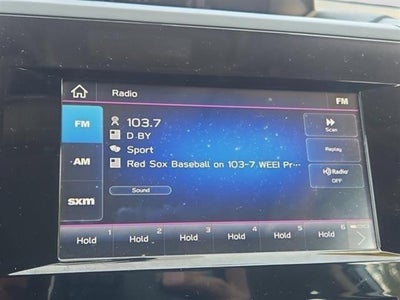 Radio
FM
FM
103.7
Scan
D BY
Sport
Replay
AM
Red Sox Baseball on 103-7 WEEI Pr...
HD Radio
OFF
Sound
sxm
1 2 3 4 5 6
Hold Hold Hold Hold Hold Hold